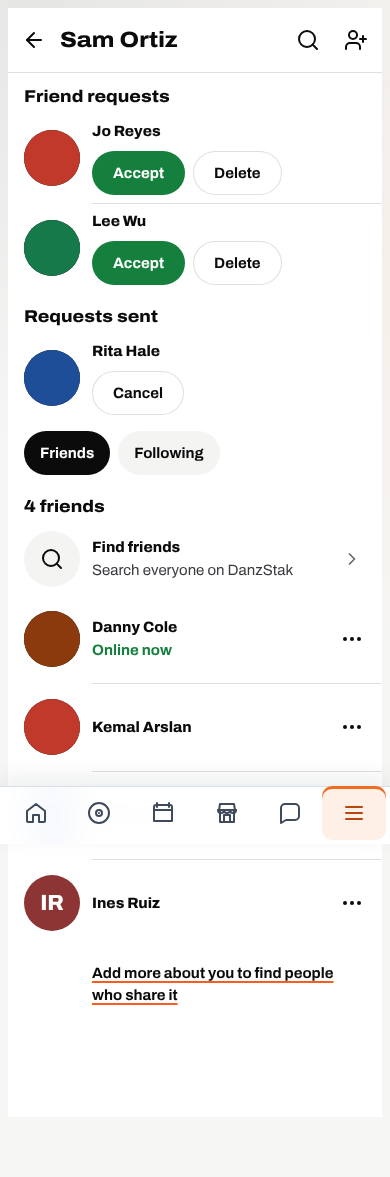 Sam Ortiz
Friend requests
Jo Reyes
Accept
Delete
Lee Wu
Accept
Delete
Requests sent
Rita Hale
Cancel
Friends
Following
4 friends
Find friends
Search everyone on DanzStak
Danny Cole
Online now
Kemal Arslan
IR
Ines Ruiz
Add more about you to find people
who share it